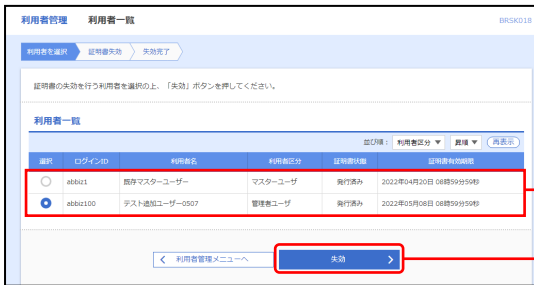 利用者管理 利用者一覧 BRSK018
利用者を選択 証明書失効 失効完了
証明書の失効を行う利用者を選択の上、「失効」ボタンを押してください。
利用者一覧
並び順： 利用者区分 ▼ 昇順 ▼ 再表示
選択 ログインID 利用者名 利用者区分 証明書状態 証明書有効期限
abbiz1 既存マスターユーザー マスターユーザ 発行済み 2022年04月20日 08時59分59秒
abbiz100 テスト追加ユーザー0507 管理者ユーザ 発行済み 2022年05月08日 08時59分59秒
利用者管理メニューへ 失効